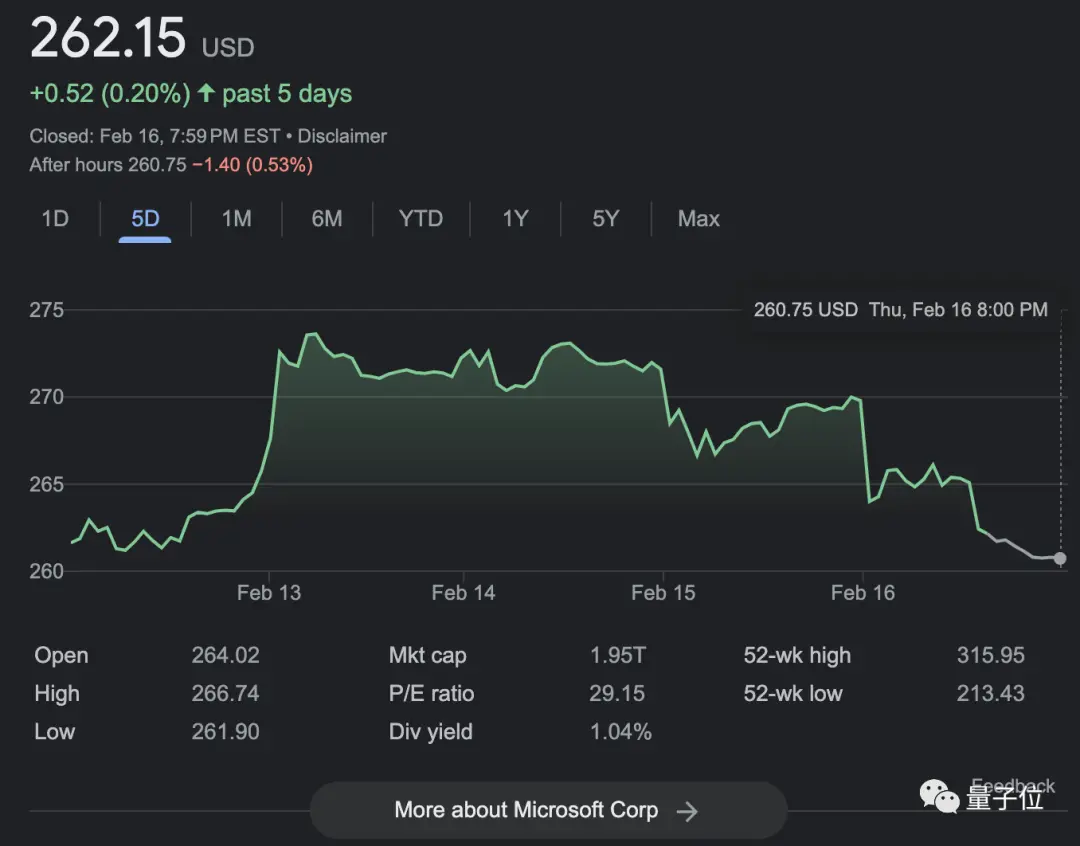 262.15 USD
+0.52 (0.20%) ↑ past 5 days
Closed: Feb 16, 7:59 PM EST • Disclaimer
After hours 260.75 −1.40 (0.53%)
1D 5D 1M 6M YTD 1Y 5Y Max
260.75 USD Thu, Feb 16 8:00 PM
275
270
265
260
Feb 13 Feb 14 Feb 15 Feb 16
Open 264.02 Mkt cap 1.95T 52-wk high 315.95
High 266.74 P/E ratio 29.15 52-wk low 213.43
Low 261.90 Div yield 1.04%
Feedback
量子位
More about Microsoft Corp →